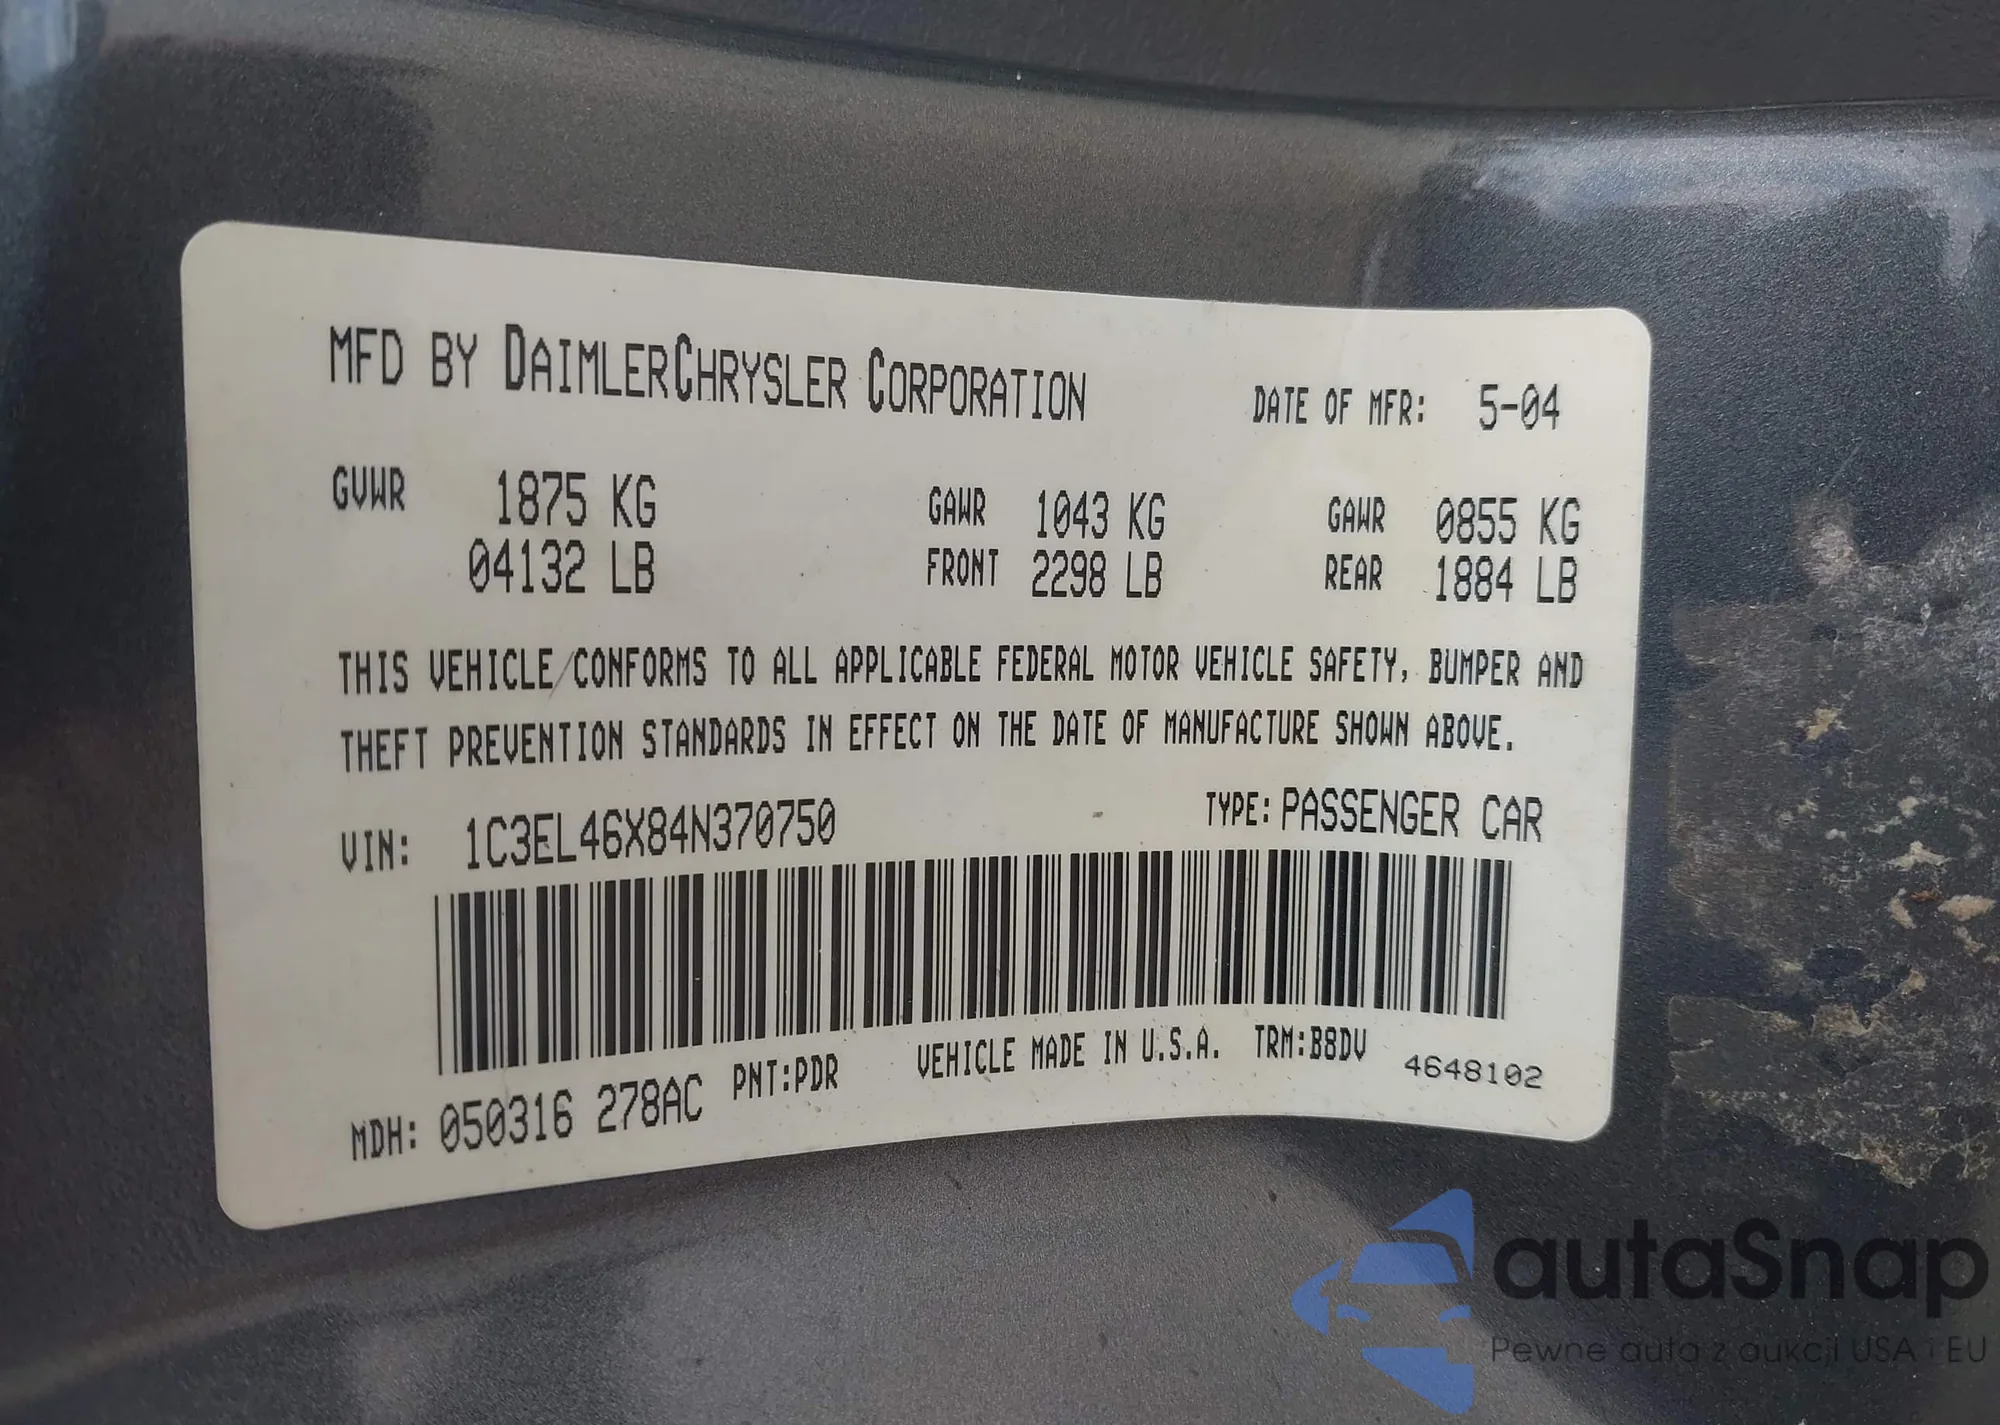 MFD BY DAIMLERCHRYSLER CORPORATION DATE OF MFR: 5-04
GVWR 1875 KG GAWR 1043 KG GAWR 0855 KG
04132 LB FRONT 2298 LB REAR 1884 LB
THIS VEHICLE CONFORMS TO ALL APPLICABLE FEDERAL MOTOR VEHICLE SAFETY, BUMPER AND
THEFT PREVENTION STANDARDS IN EFFECT ON THE DATE OF MANUFACTURE SHOWN ABOVE.
VIN: 1C3EL46X84N370750 TYPE: PASSENGER CAR
MDH: 050316 278AC PNT:PDR VEHICLE MADE IN U.S.A. TRM:B8DV 4648102
autaSnap
Pewne auta z aukcji USA i EU